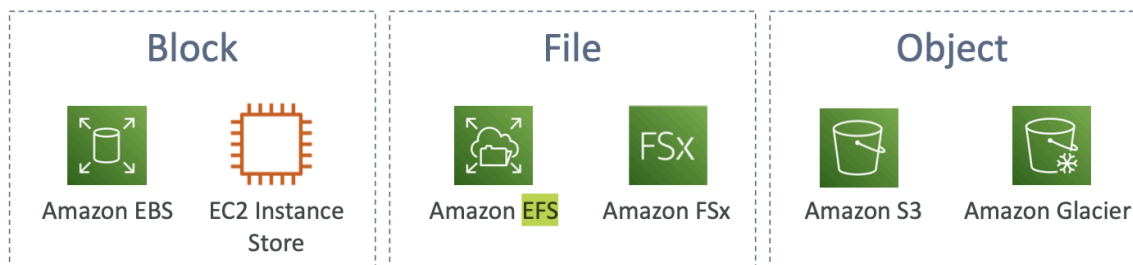 Block
Amazon EBS
EC2 Instance
Store
File
Amazon EFS
FSx
Amazon FSx
Object
Amazon S3
Amazon Glacier